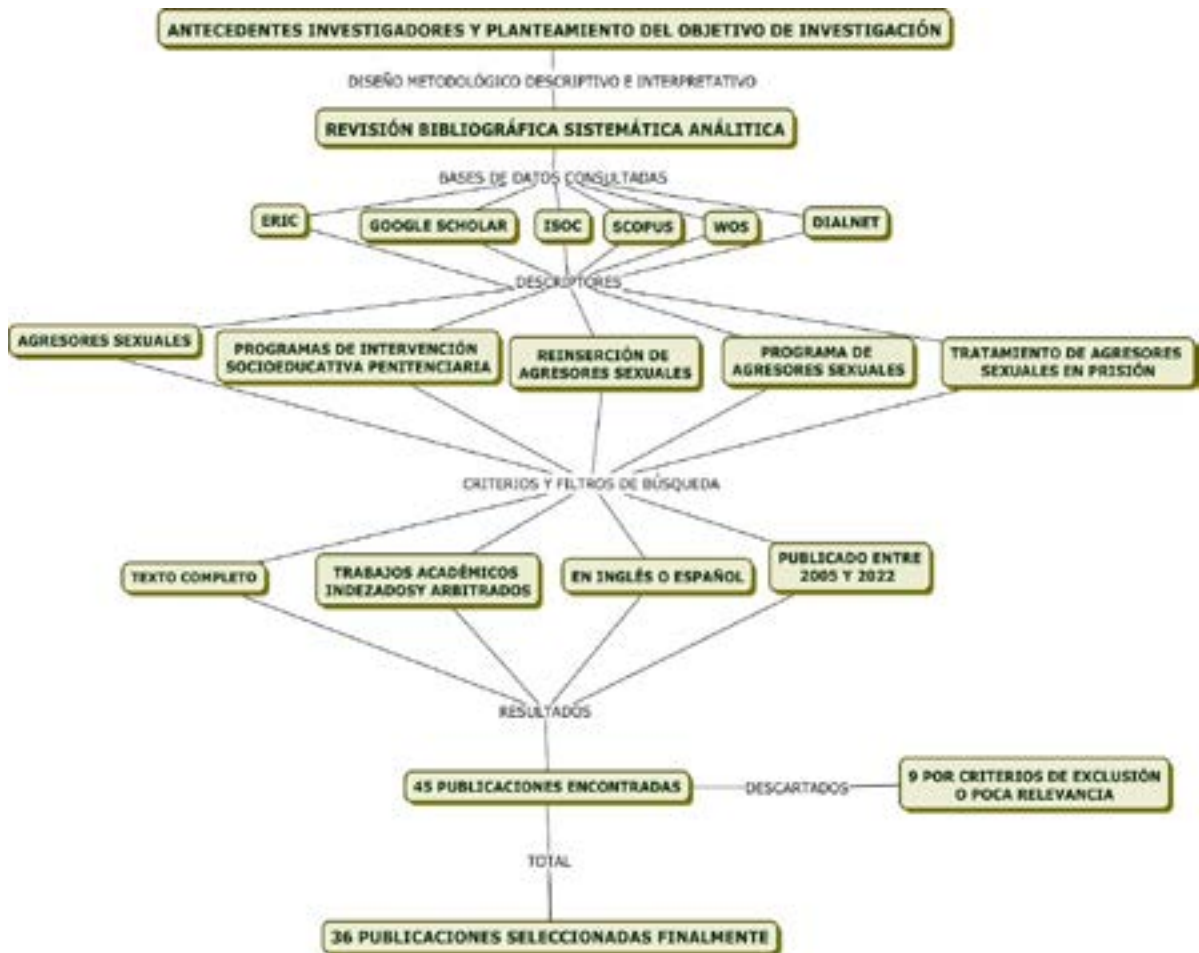 ANTECEDENTES INVESTIGADORES Y PLANTEAMIENTO DEL OBJETIVO DE INVESTIGACIÓN
DISEÑO METODOLÓGICO DESCRIPTIVO E INTERPRETATIVO
REVISIÓN BIBLIOGRÁFICA SISTEMÁTICA ANÁLITICA
BASES DE DATOS CONSULTADAS
ERIC
GOOGLE SCHOLAR
ISOC
SCOPUS
WOS
DIALNET
DESCRIPTORES
AGRESORES SEXUALES
PROGRAMAS DE INTERVENCIÓN
SOCIOEDUCATIVA PENITENCIARIA
REINSERCIÓN DE
AGRESORES SEXUALES
PROGRAMA DE
AGRESORES SEXUALES
TRATAMIENTO DE AGRESORES
SEXUALES EN PRISIÓN
CRITERIOS Y FILTROS DE BÚSQUEDA
TEXTO COMPLETO
TRABAJOS ACADÉMICOS
INDEZADOSY ARBITRADOS
EN INGLÉS O ESPAÑOL
PUBLICADO ENTRE
2005 Y 2022
RESULTADOS
45 PUBLICACIONES ENCONTRADAS
DESCARTADOS
9 POR CRITERIOS DE EXCLUSIÓN
O POCA RELEVANCIA
TOTAL
36 PUBLICACIONES SELECCIONADAS FINALMENTE